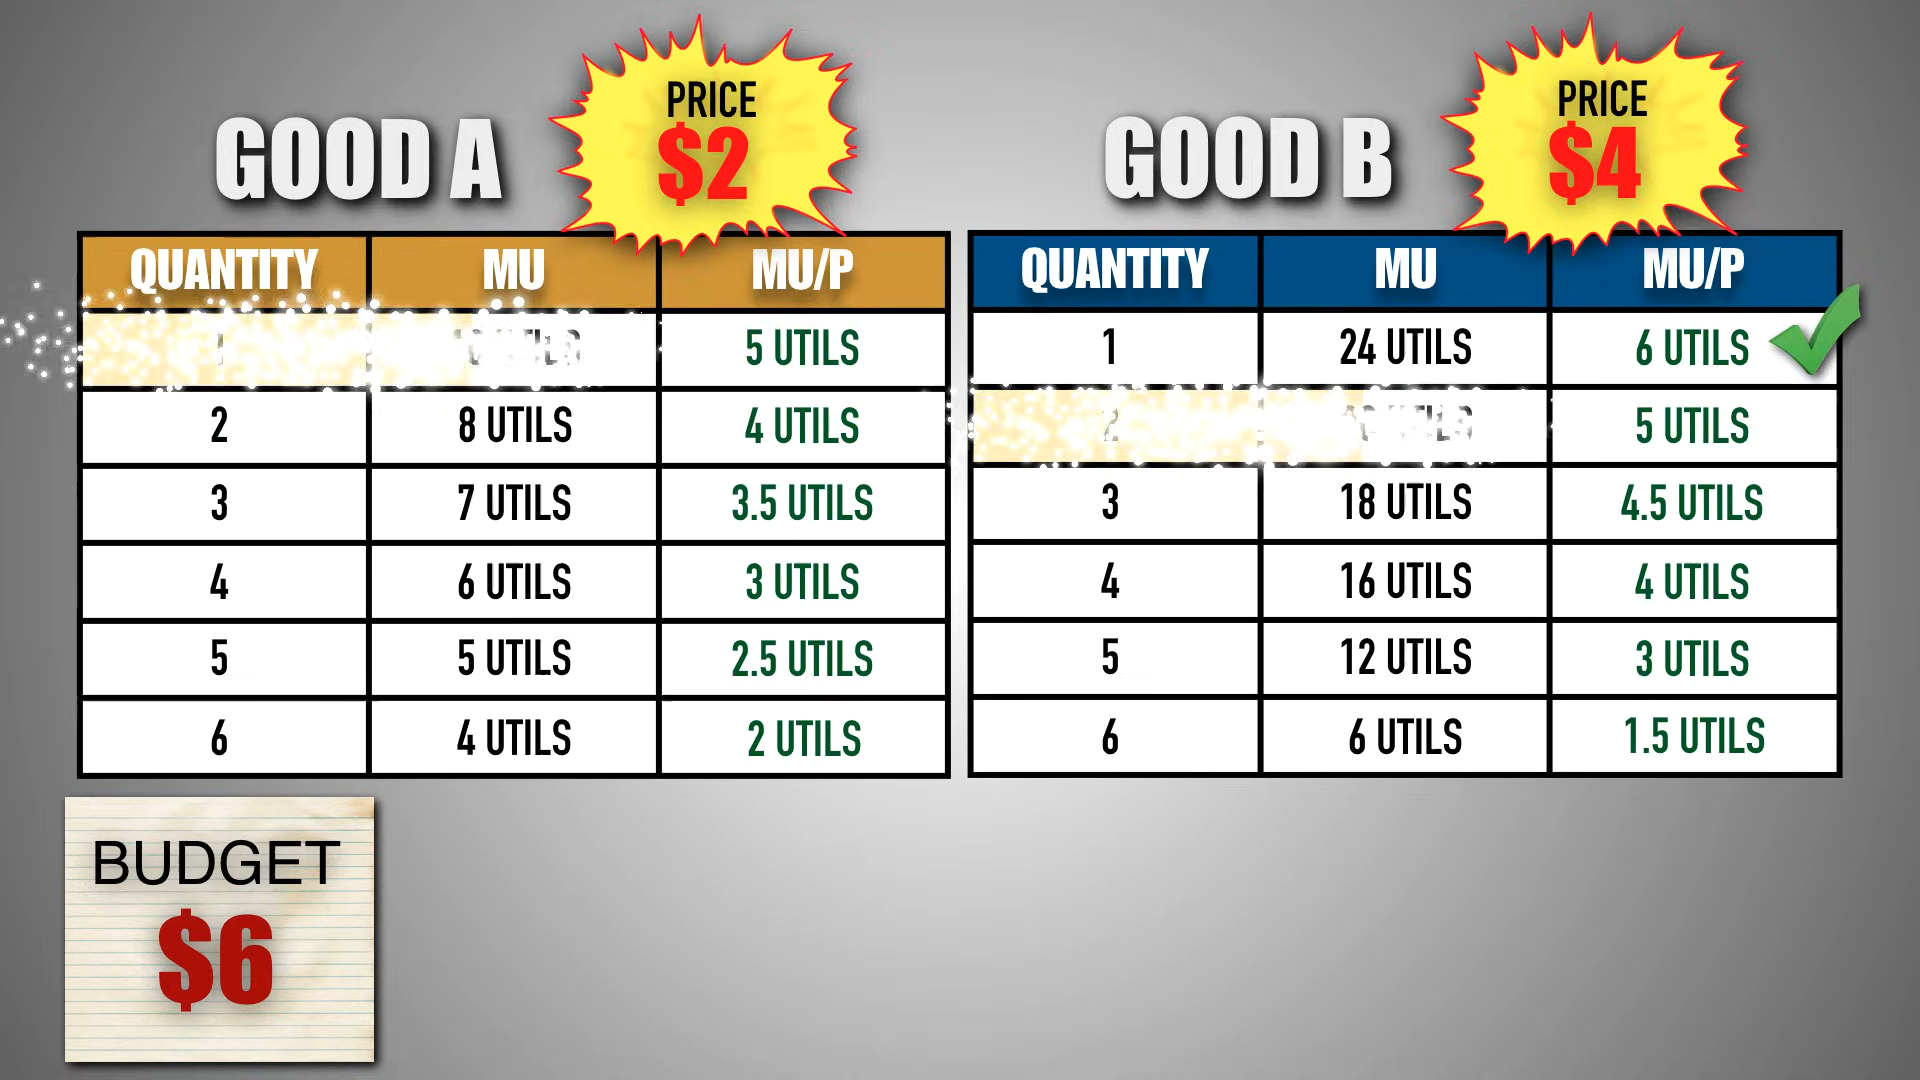 PRICE
$2
GOOD A
PRICE
$4
GOOD B
QUANTITY MU MU/P
5 UTILS
2 8 UTILS 4 UTILS
3 7 UTILS 3.5 UTILS
4 6 UTILS 3 UTILS
5 5 UTILS 2.5 UTILS
6 4 UTILS 2 UTILS
QUANTITY MU MU/P
1 24 UTILS 6 UTILS
2 5 UTILS
3 18 UTILS 4.5 UTILS
4 16 UTILS 4 UTILS
5 12 UTILS 3 UTILS
6 6 UTILS 1.5 UTILS
BUDGET
$6